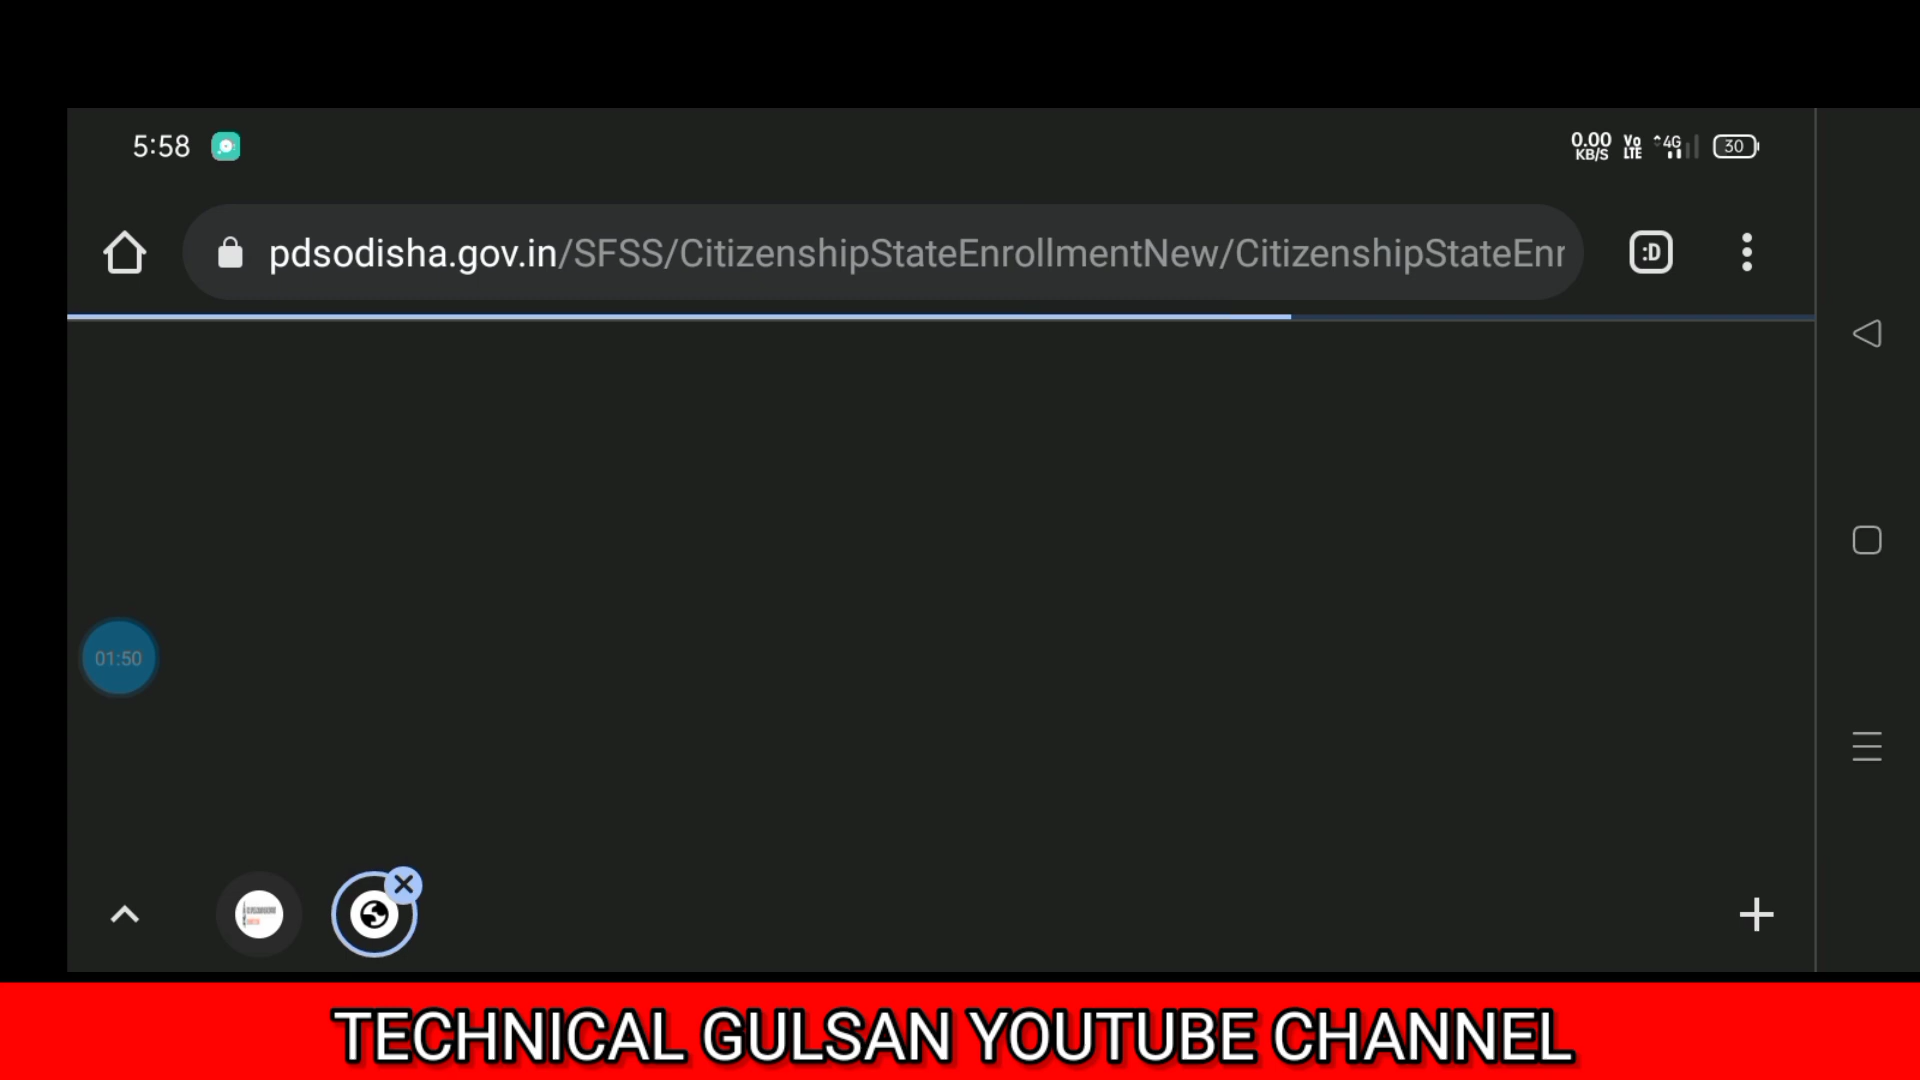 5:58
0.00 KB/S Vo LTE 4G 30
pdsodisha.gov.in/SFSS/CitizenshipStateEnrollmentNew/CitizenshipStateEnr
:D
01:50
TECHNICAL GULSAN YOUTUBE CHANNEL